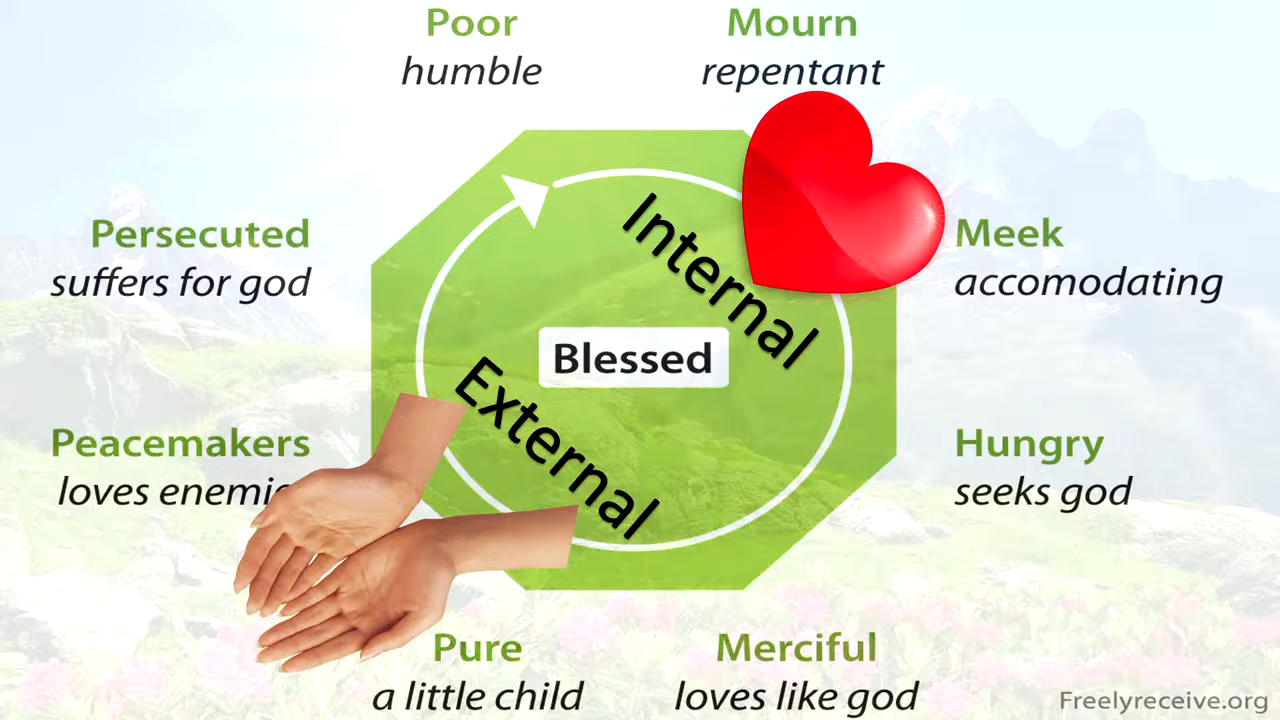 Poor
humble
Mourn
repentant
Persecuted
suffers for god
Internal
Meek
accomodating
Blessed
External
Peacemakers
loves
Hungry
seeks god
Pure
a little child
Merciful
loves like god
Freelyreceive.org